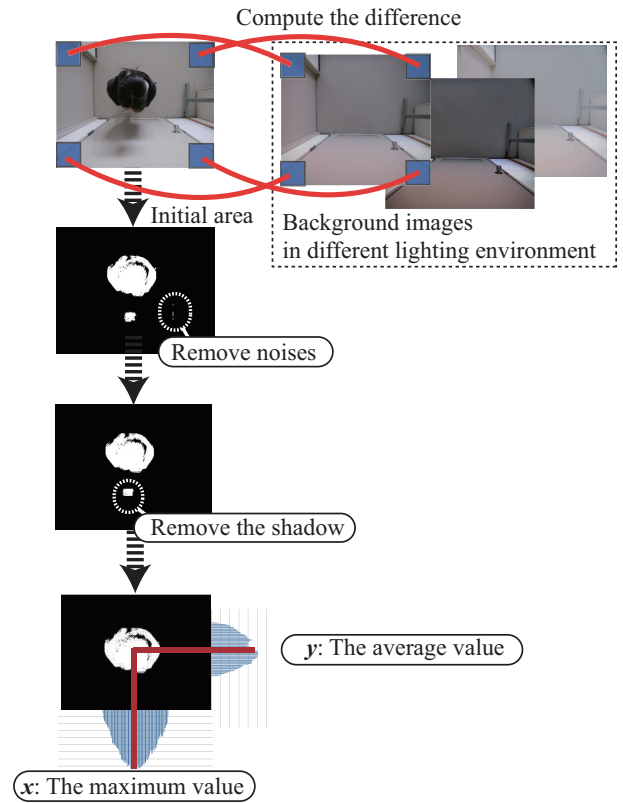 Compute the difference
Initial area
Background images
in different lighting environment
Remove noises
Remove the shadow
y: The average value
x: The maximum value